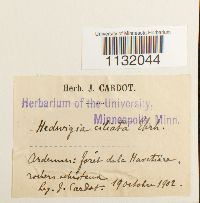 University of Minnesota Herbarium
1132044
Herb. J. CARDOT.
Herbarium of the University,
Minneapolis, Minn.
Hedwigia ciliata Ehrh.
Ardennes: forêt de la Havetière,
rochers
leg. J. Cardot. 19 octobre 1902.